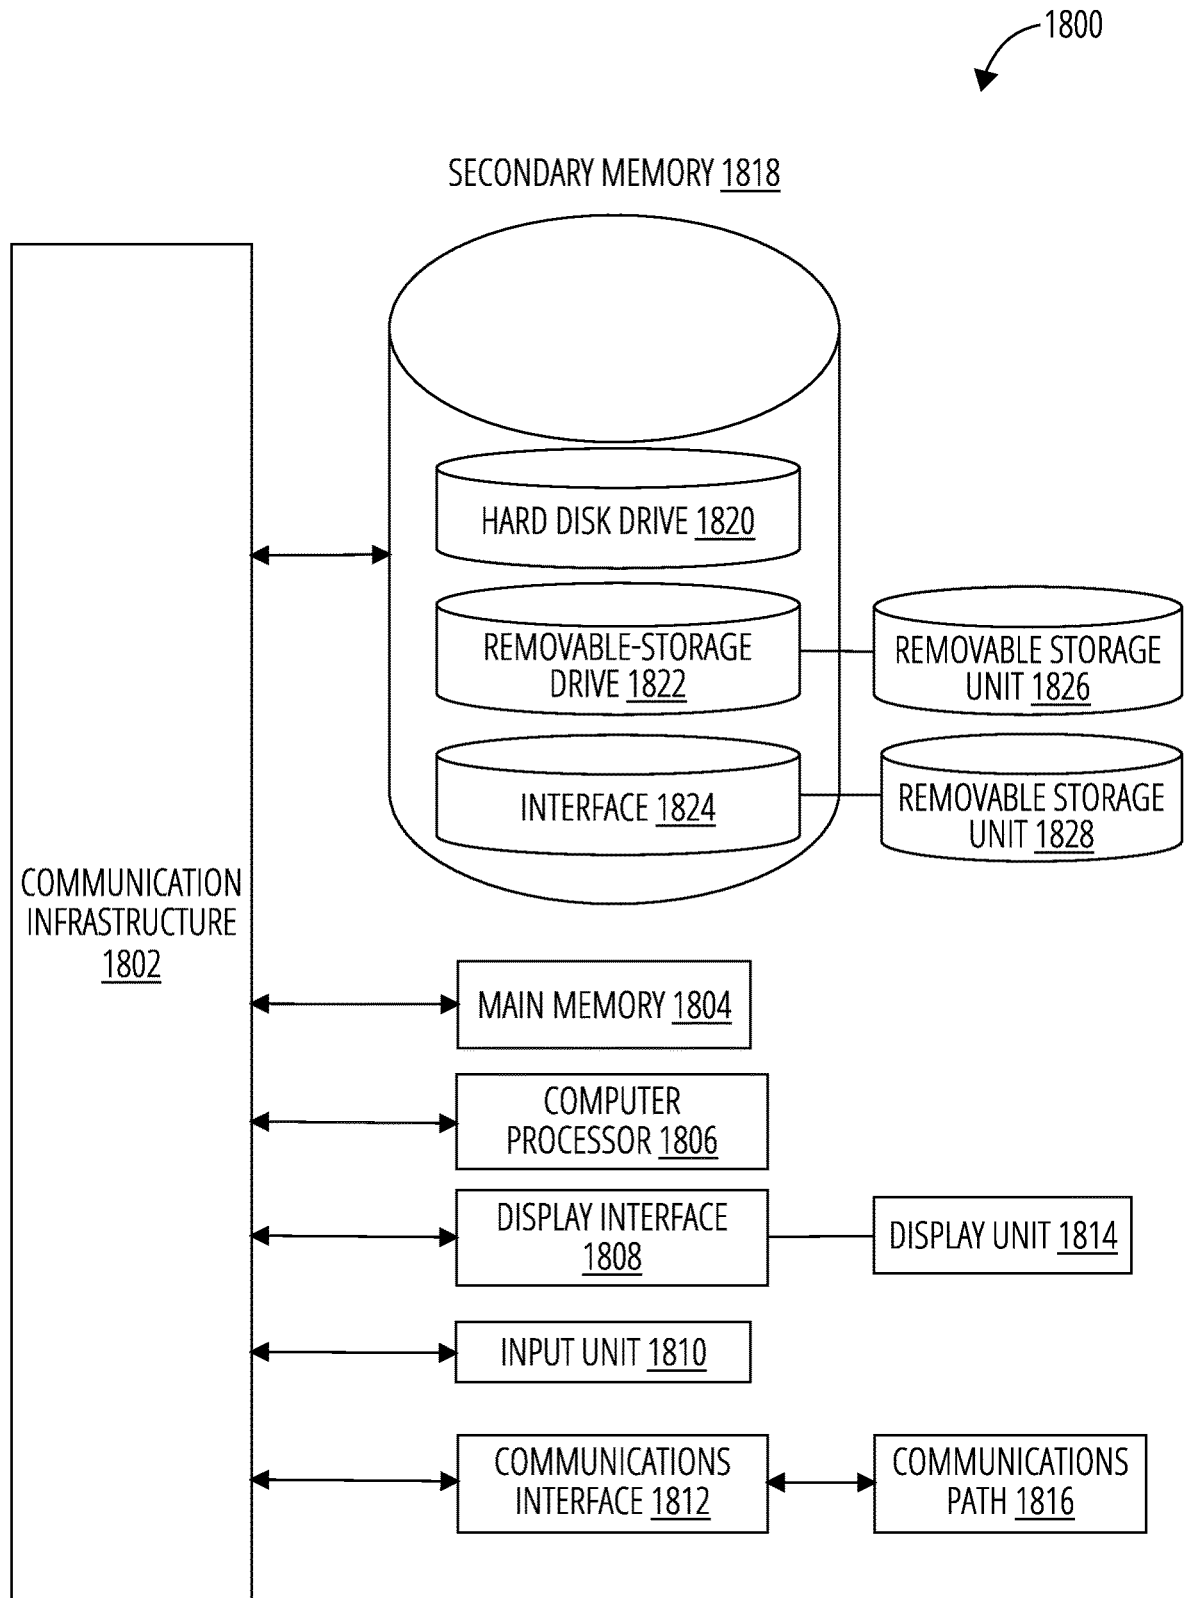 1800
SECONDARY MEMORY 1818
HARD DISK DRIVE 1820
REMOVABLE-STORAGE
DRIVE 1822
REMOVABLE STORAGE
UNIT 1826
INTERFACE 1824
REMOVABLE STORAGE
UNIT 1828
COMMUNICATION
INFRASTRUCTURE
1802
MAIN MEMORY 1804
COMPUTER
PROCESSOR 1806
DISPLAY INTERFACE
1808
DISPLAY UNIT 1814
INPUT UNIT 1810
COMMUNICATIONS
INTERFACE 1812
COMMUNICATIONS
PATH 1816